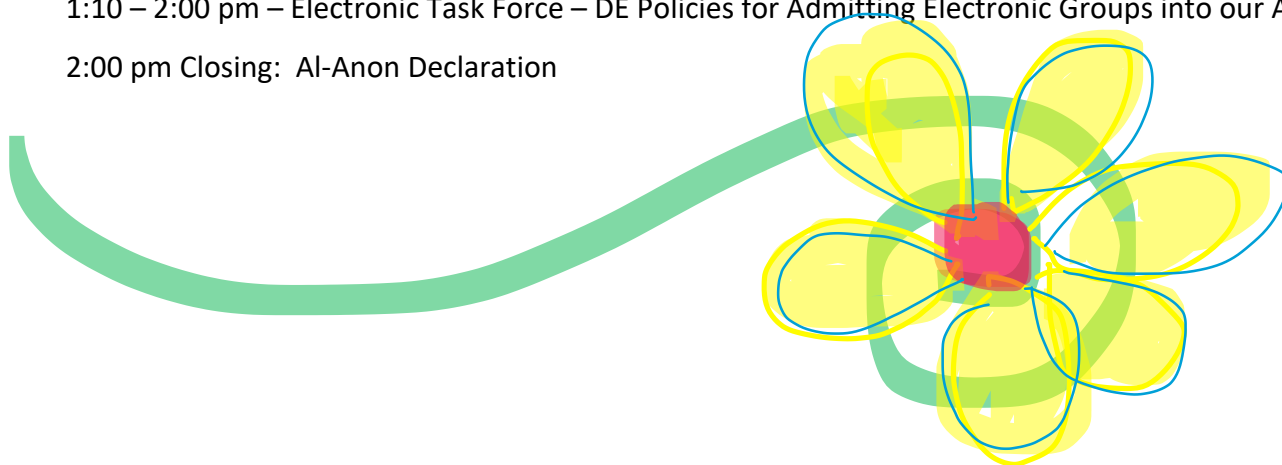 1:10 – 2:00 pm – Electronic Task Force – DE Policies for Admitting Electronic Groups into our A
2:00 pm Closing:  Al-Anon Declaration